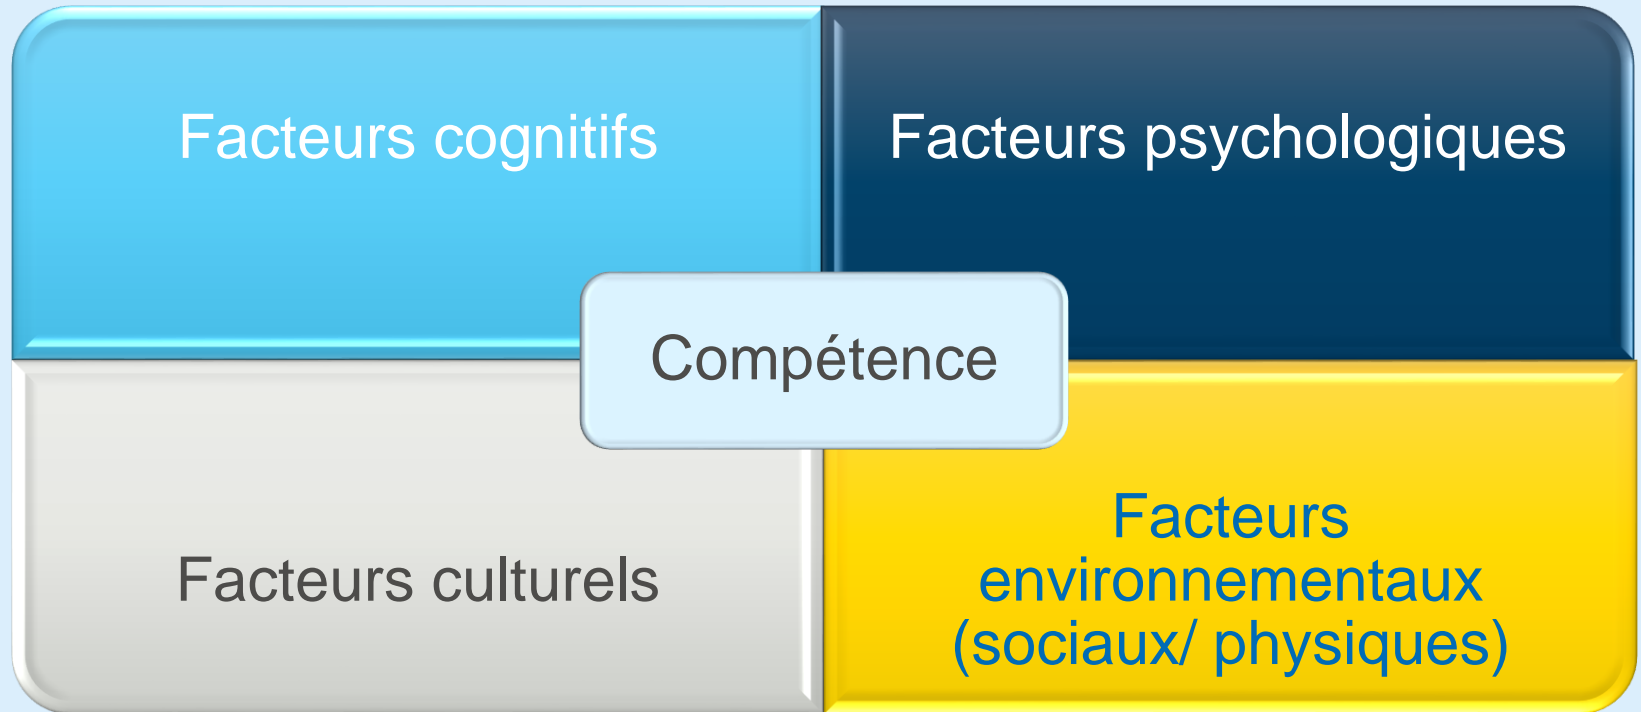 Facteurs cognitifs
Facteurs psychologiques
Compétence
Facteurs culturels
Facteurs
environnementaux
(sociaux/ physiques)